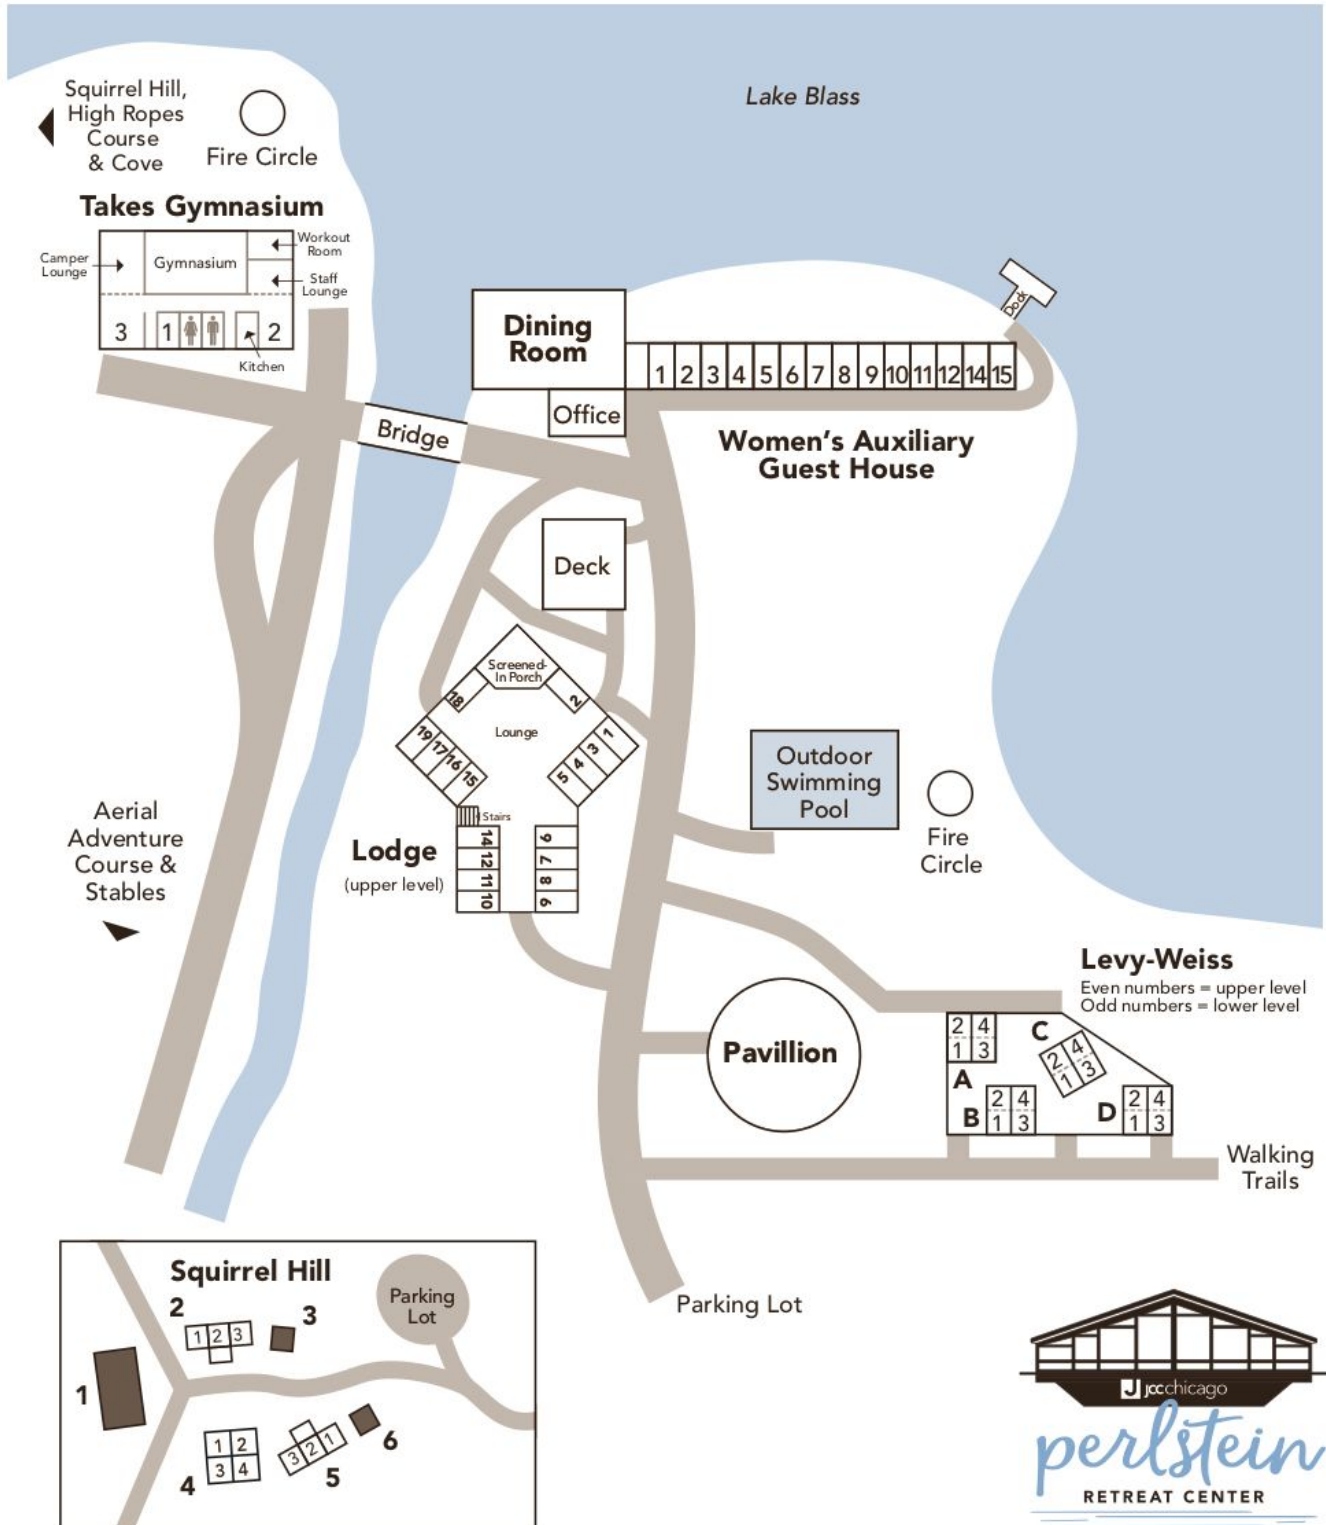 Lake Blass
Squirrel Hill,
High Ropes
Course
& Cove
Fire Circle
Takes Gymnasium
Camper
Lounge
Gymnasium
Workout
Room
Staff
Lounge
3
1
2
Kitchen
Dining
Room
Office
1 2 3 4 5 6 7 8 9 10 11 12 14 15
Dock
Women's Auxiliary
Guest House
Bridge
Deck
Screened-
In Porch
18
2
Lounge
19 17 16 15
1
3
4
5
Stairs
14
12
11
10
6
7
8
9
Lodge
(upper level)
Outdoor
Swimming
Pool
Fire
Circle
Aerial
Adventure
Course &
Stables
Levy-Weiss
Even numbers = upper level
Odd numbers = lower level
Pavillion
2 4
1 3
A
C
2 4
1 3
B
2 4
1 3
D
2 4
1 3
Walking
Trails
Parking Lot
Squirrel Hill
Parking
Lot
2
1 2 3
3
1
4
1 2
3 4
5
3 2 1
6
J jcc chicago
perlstein
RETREAT CENTER